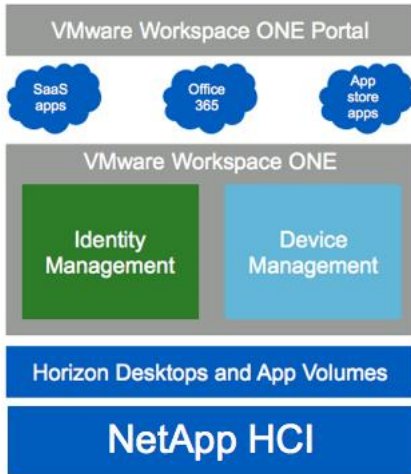 VMware Workspace ONE Portal
SaaS
apps
Office
365
App
store
apps
VMware Workspace ONE
Identity
Management
Device
Management
Horizon Desktops and App Volumes
NetApp HCI